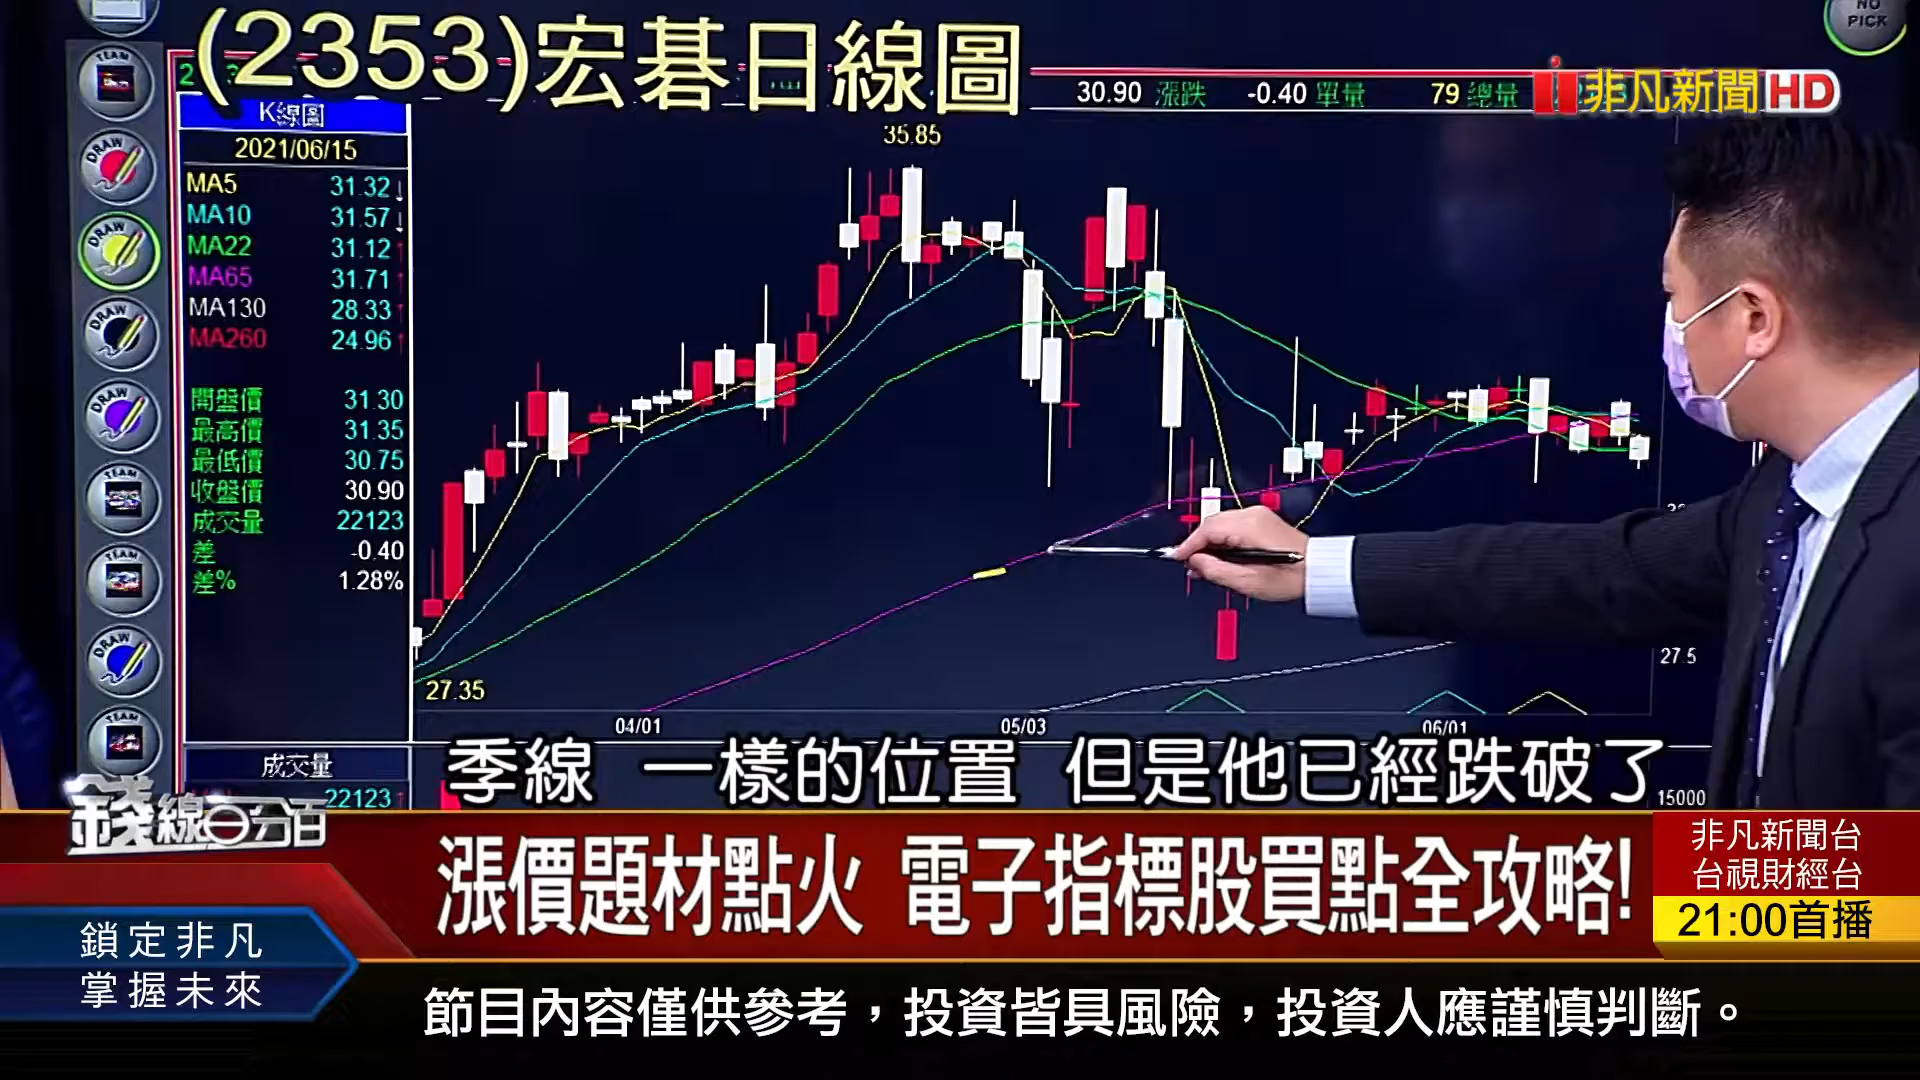 (2353)宏碁日線圖
NO PICK
30.90 漲跌 -0.40 單量 79 總量
非凡新聞HD
K線圖
2021/06/15
MA5 31.32↓
MA10 31.57↓
MA22 31.12↑
MA65 31.71↑
MA130 28.33↑
MA260 24.96↑
開盤價 31.30
最高價 31.35
最低價 30.75
收盤價 30.90
成交量 22123
差 -0.40
差% 1.28%
TEAM
DRAW
DRAW
DRAW
DRAW
TEAM
TEAM
DRAW
TEAM
35.85
27.35
27.5
04/01 05/03 06/01
成交量
22123↑
15000
季線 一樣的位置 但是他已經跌破了
錢線百分百
漲價題材點火 電子指標股買點全攻略!
非凡新聞台
台視財經台
21:00首播
鎖定非凡
掌握未來
節目內容僅供參考，投資皆具風險，投資人應謹慎判斷。